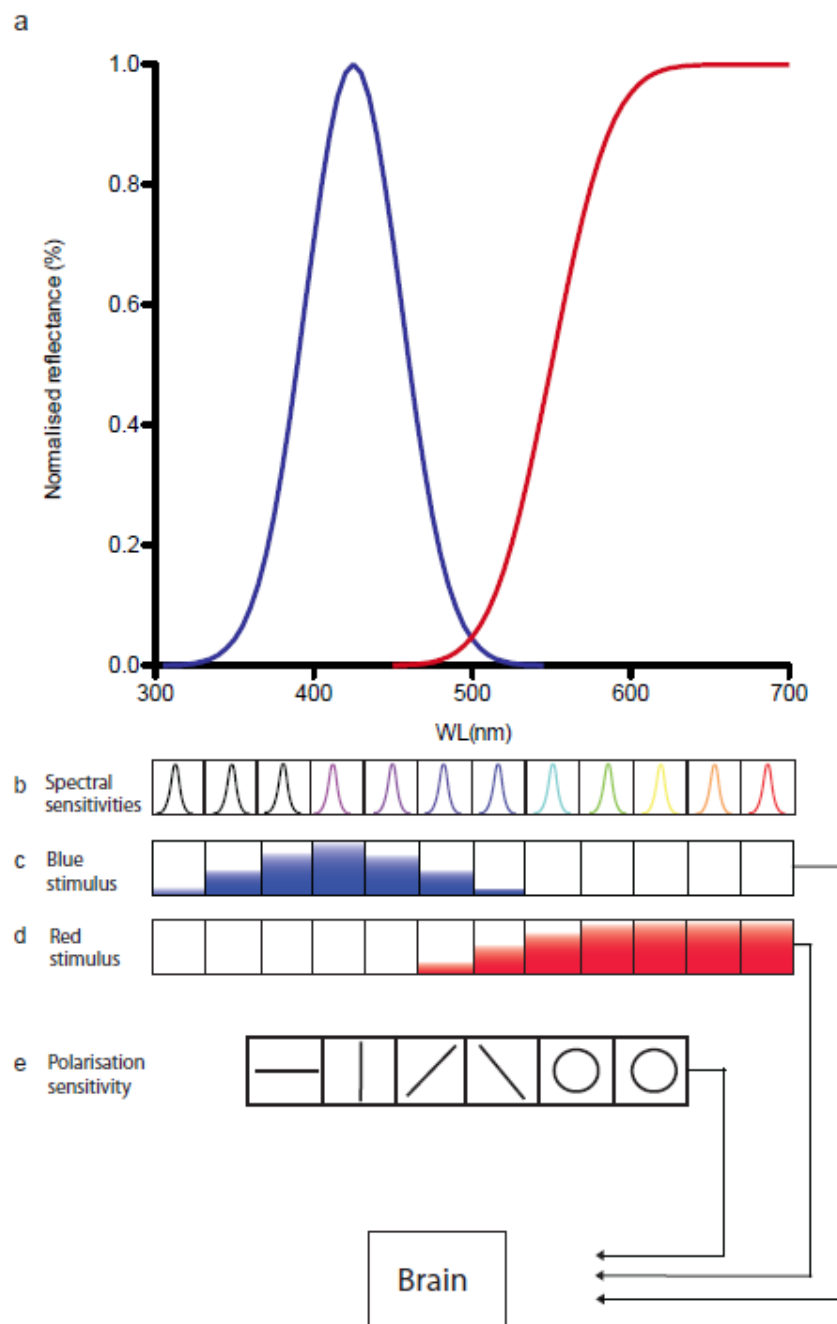 a
1.0
0.8
0.6
0.4
0.2
0.0
Normalised reflectance (%)
300 400 500 600 700
WL(nm)
b Spectral
sensitivities
c Blue
stimulus
d Red
stimulus
e Polarisation
sensitivity
Brain